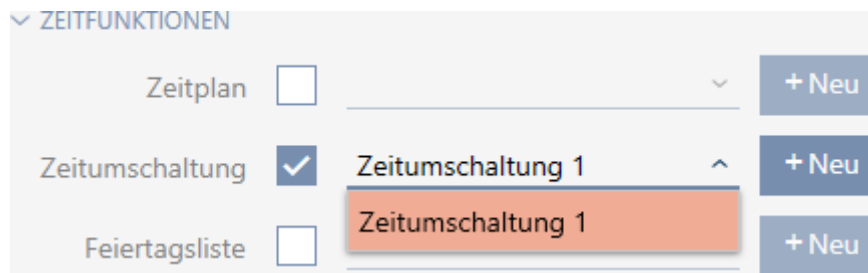 ZEITFUNKTIONEN
Zeitplan + Neu
Zeitumschaltung Zeitumschaltung 1 + Neu
Zeitumschaltung 1
Feiertagsliste + Neu